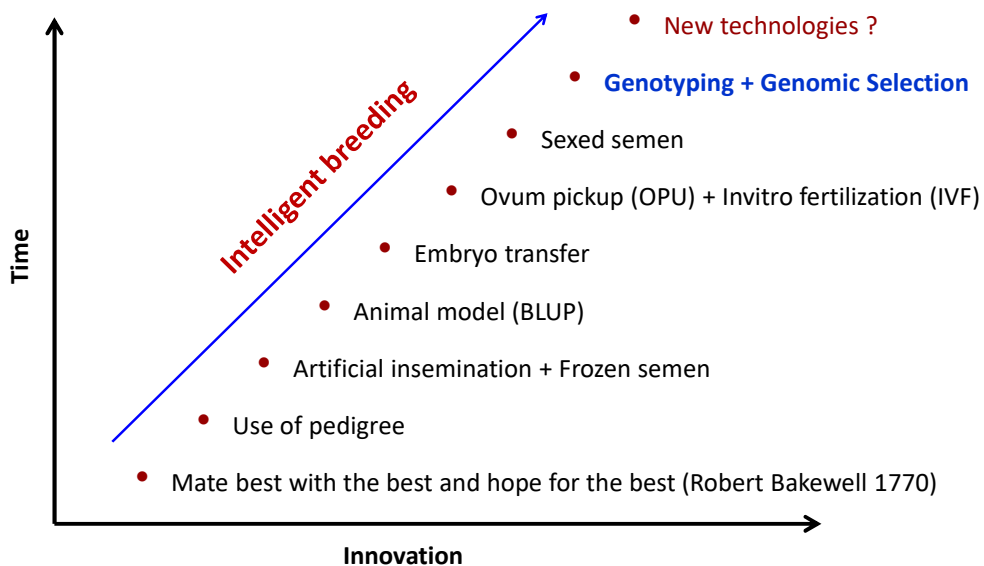 New technologies ?
Genotyping + Genomic Selection
Sexed semen
Ovum pickup (OPU) + Invitro fertilization (IVF)
Intelligent breeding
Embryo transfer
Time
Animal model (BLUP)
Artificial insemination + Frozen semen
Use of pedigree
Mate best with the best and hope for the best (Robert Bakewell 1770)
Innovation